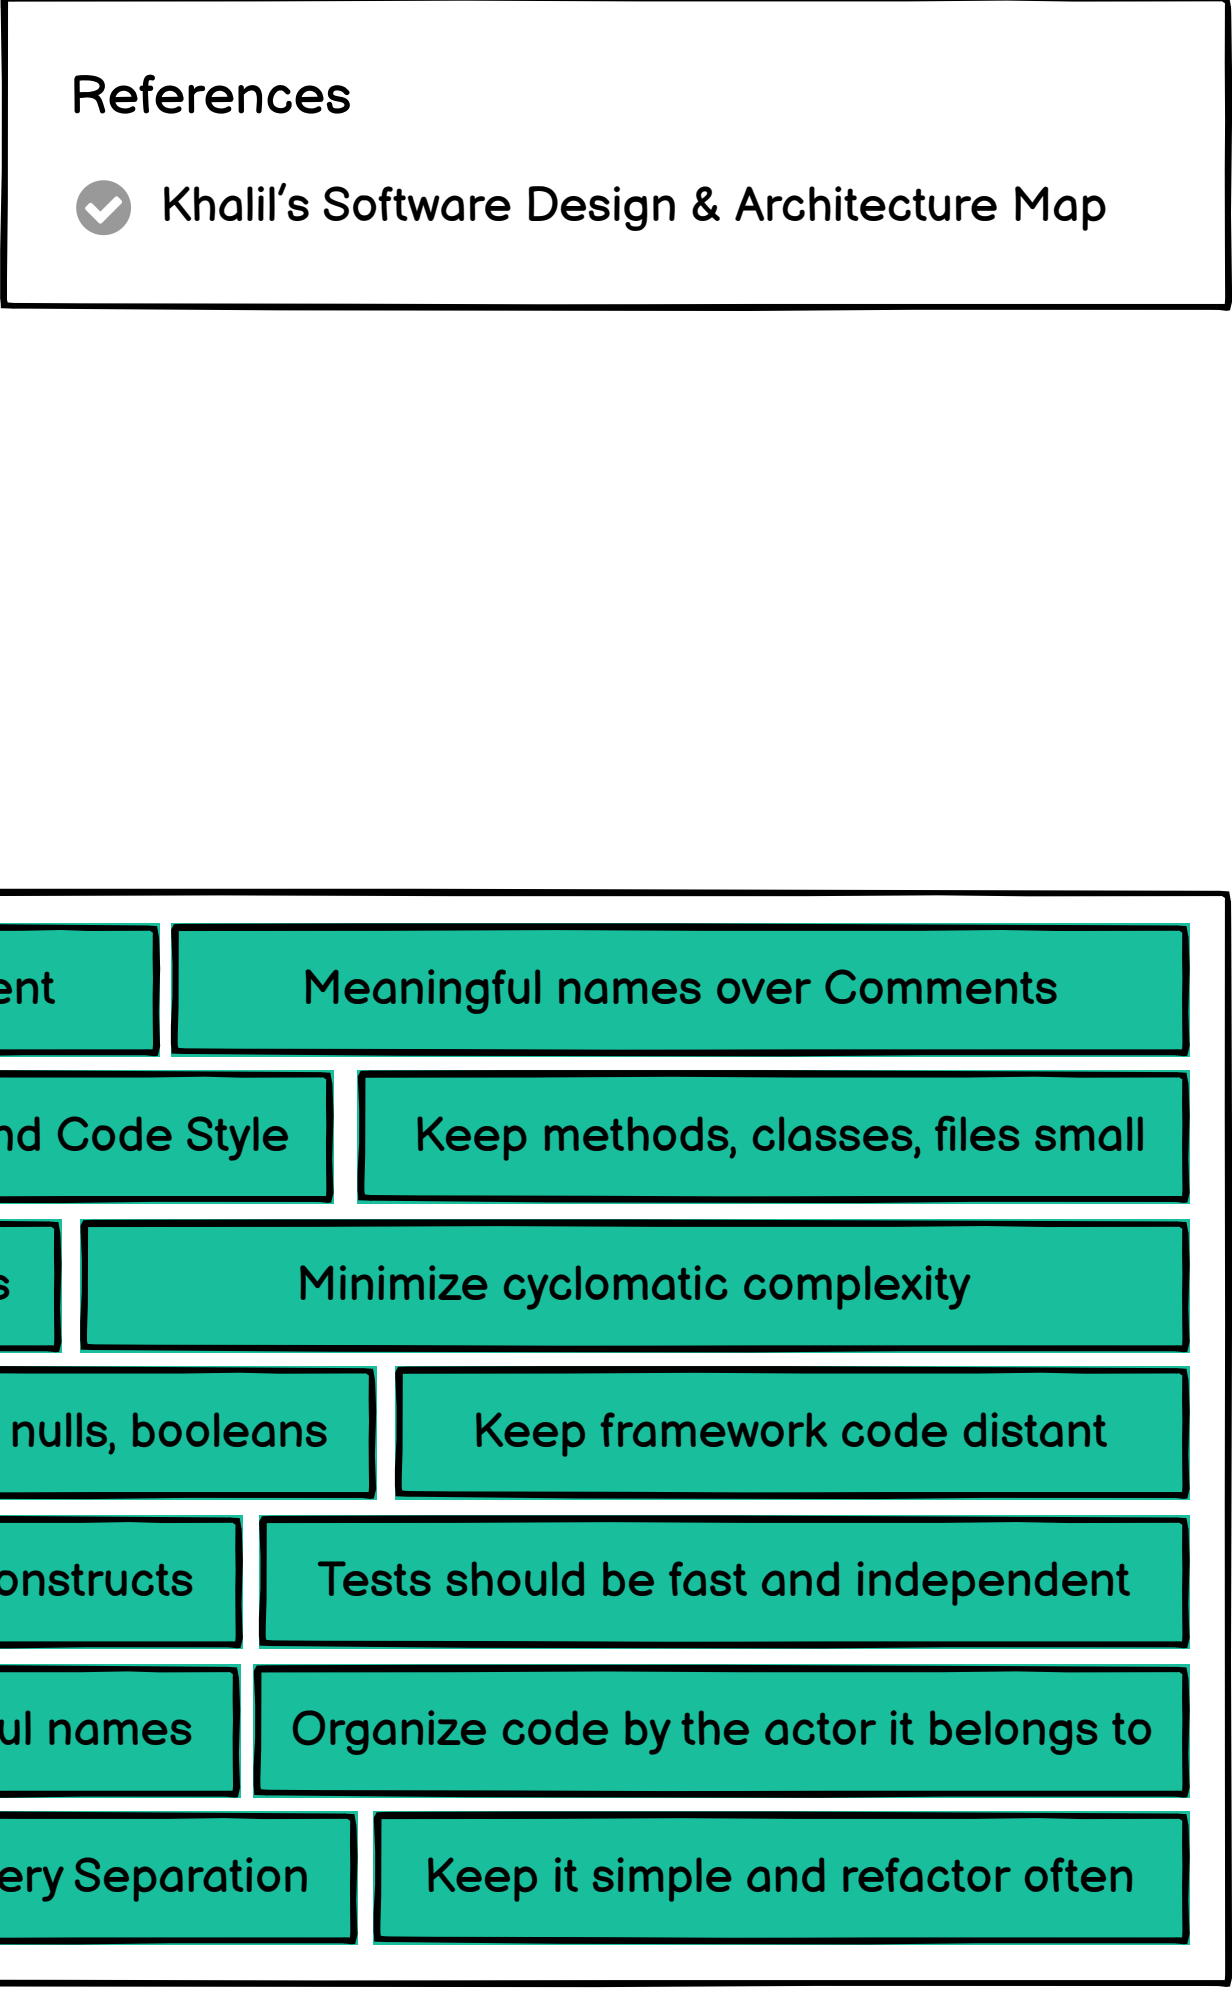 References
Khalil's Software Design & Architecture Map
ent Meaningful names over Comments
nd Code Style Keep methods, classes, files small
s Minimize cyclomatic complexity
nulls, booleans Keep framework code distant
onstructs Tests should be fast and independent
ul names Organize code by the actor it belongs to
ery Separation Keep it simple and refactor often